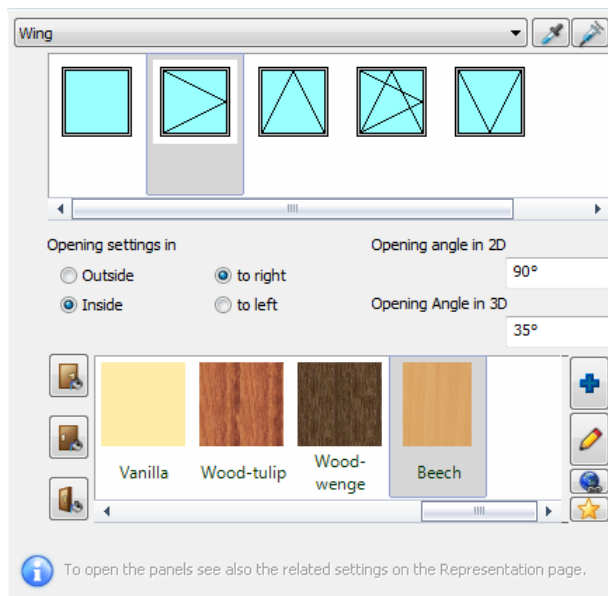 Wing
Opening settings in
Opening angle in 2D
Outside
to right
90°
Inside
to left
Opening Angle in 3D
35°
Vanilla
Wood-tulip
Wood-
wenge
Beech
To open the panels see also the related settings on the Representation page.